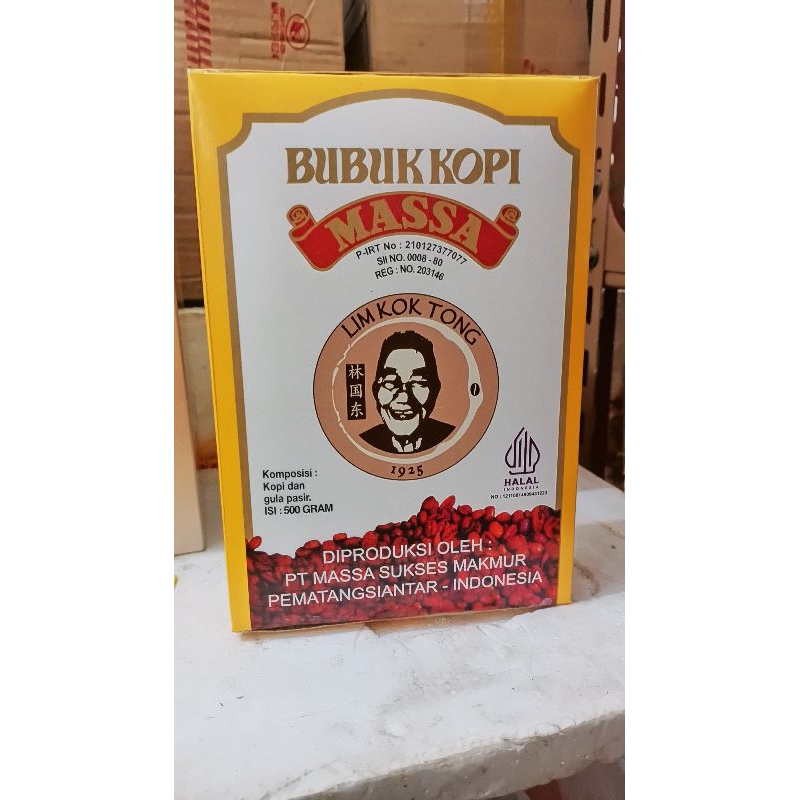 BUBUK KOPI
MASSA
P-IRT No : 210127377077
SII NO. 0008 - 80
REG : NO. 203146
LIM KOK TONG
林国东
1925
Komposisi :
Kopi dan
gula pasir.
ISI : 500 GRAM
HALAL
INDONESIA
DIPRODUKSI OLEH :
PT MASSA SUKSES MAKMUR
PEMATANGSIANTAR - INDONESIA